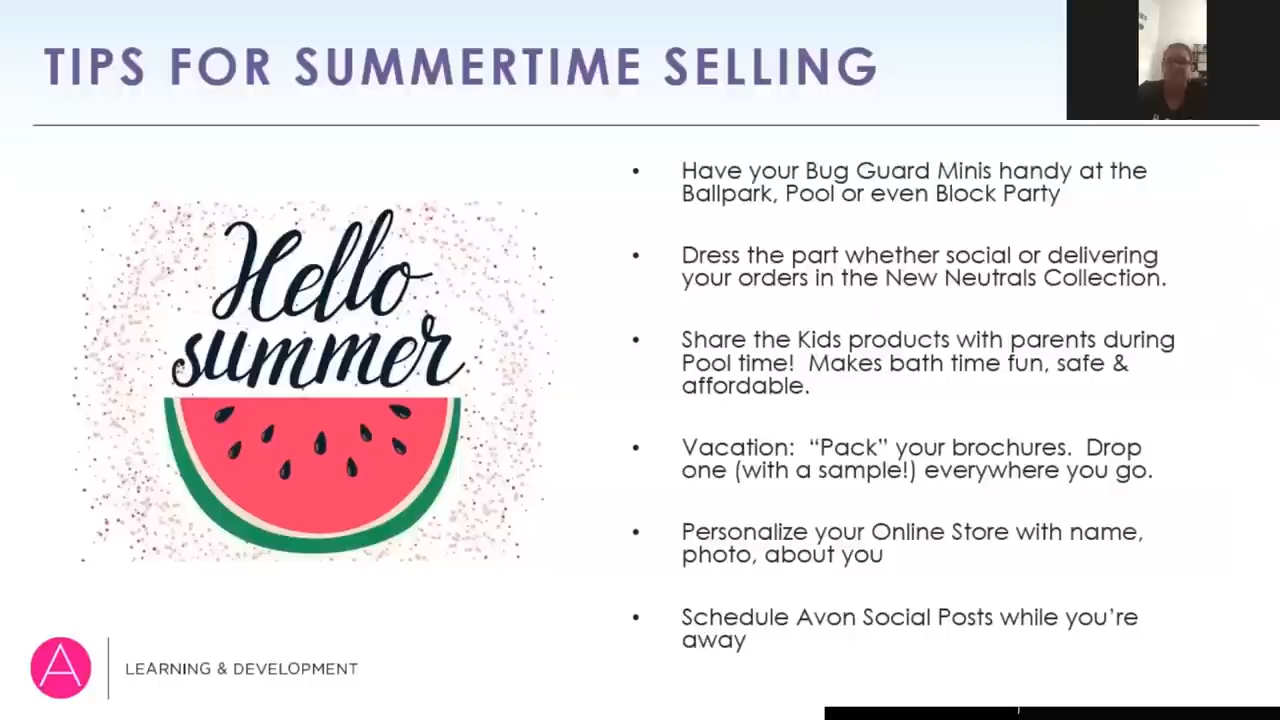 TIPS FOR SUMMERTIME SELLING
Hello
summer
• Have your Bug Guard Minis handy at the
Ballpark, Pool or even Block Party
• Dress the part whether social or delivering
your orders in the New Neutrals Collection.
• Share the Kids products with parents during
Pool time!  Makes bath time fun, safe &
affordable.
• Vacation:  “Pack” your brochures.  Drop
one (with a sample!) everywhere you go.
• Personalize your Online Store with name,
photo, about you
• Schedule Avon Social Posts while you’re
away
A
LEARNING & DEVELOPMENT